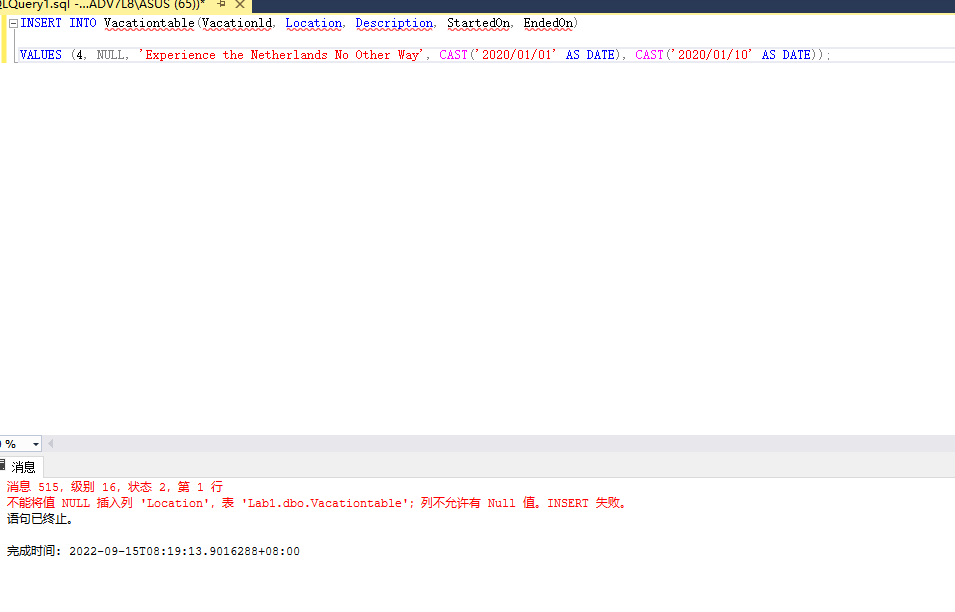 LQuery1.sql -...ADV7L8\ASUS (65))*
INSERT INTO Vacationtable(VacationId, Location, Description, StartedOn, EndedOn)
VALUES (4, NULL, 'Experience the Netherlands No Other Way', CAST('2020/01/01' AS DATE), CAST('2020/01/10' AS DATE));
0 %
消息
消息 515，级别 16，状态 2，第 1 行
不能将值 NULL 插入列 'Location'，表 'Lab1.dbo.Vacationtable'；列不允许有 Null 值。INSERT 失败。
语句已终止。
完成时间: 2022-09-15T08:19:13.9016288+08:00